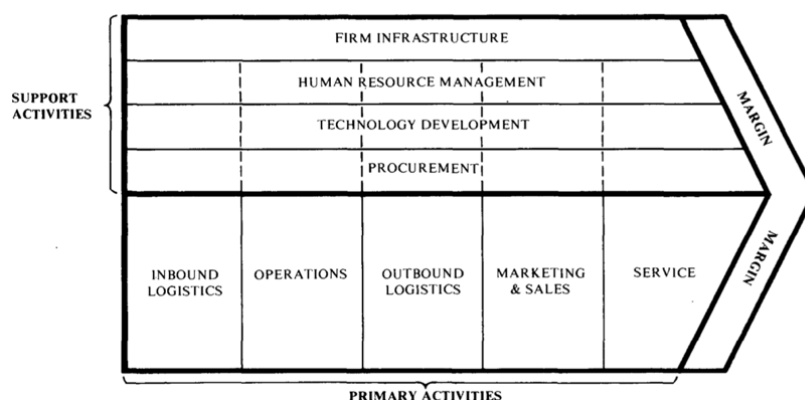 FIRM INFRASTRUCTURE
HUMAN RESOURCE MANAGEMENT
SUPPORT
ACTIVITIES
TECHNOLOGY DEVELOPMENT
PROCUREMENT
MARGIN
MARGIN
INBOUND
LOGISTICS
OPERATIONS
OUTBOUND
LOGISTICS
MARKETING
& SALES
SERVICE
PRIMARY ACTIVITIES